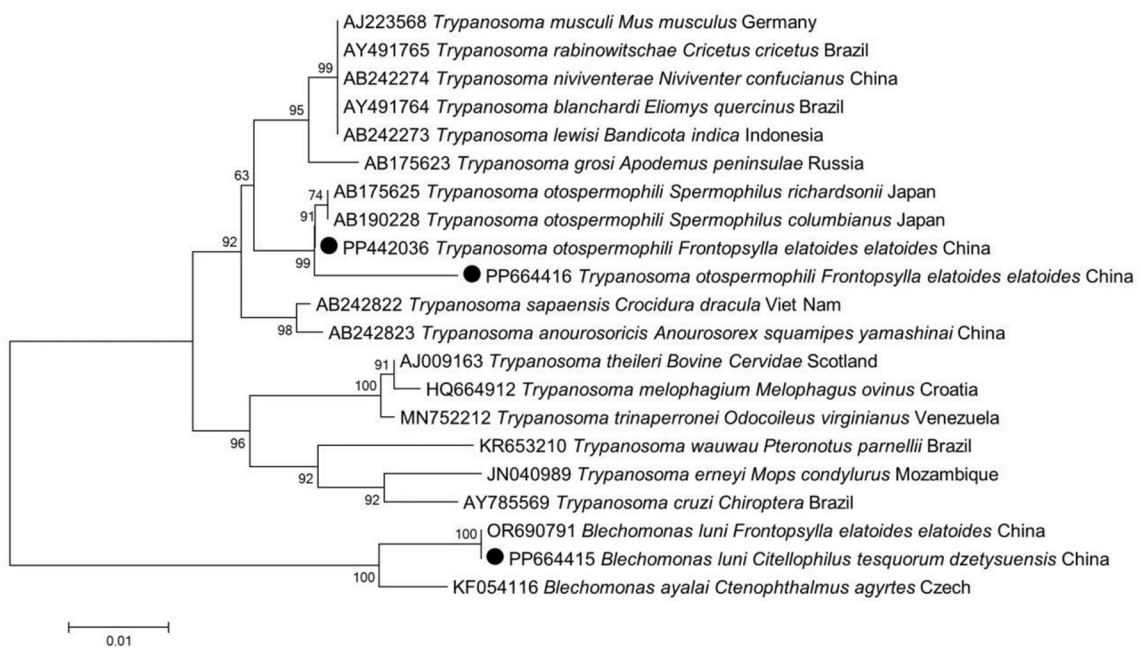 AJ223568 Trypanosoma musculi Mus musculus Germany
AY491765 Trypanosoma rabinowitschae Cricetus cricetus Brazil
99
AB242274 Trypanosoma niviventerae Niviventer confucianus China
95
AY491764 Trypanosoma blanchardi Eliomys quercinus Brazil
AB242273 Trypanosoma lewisi Bandicota indica Indonesia
AB175623 Trypanosoma grosi Apodemus peninsulae Russia
63
74
AB175625 Trypanosoma otospermophili Spermophilus richardsonii Japan
91
AB190228 Trypanosoma otospermophili Spermophilus columbianus Japan
92
PP442036 Trypanosoma otospermophili Frontopsylla elatoides elatoides China
99
PP664416 Trypanosoma otospermophili Frontopsylla elatoides elatoides China
AB242822 Trypanosoma sapaensis Crocidura dracula Viet Nam
98
AB242823 Trypanosoma anourosoricis Anourosorex squamipes yamashinai China
91
AJ009163 Trypanosoma theileri Bovine Cervidae Scotland
100
HQ664912 Trypanosoma melophagium Melophagus ovinus Croatia
MN752212 Trypanosoma trinaperronei Odocoileus virginianus Venezuela
96
KR653210 Trypanosoma wauwau Pteronotus parnellii Brazil
92
JN040989 Trypanosoma erneyi Mops condylurus Mozambique
92
AY785569 Trypanosoma cruzi Chiroptera Brazil
100
OR690791 Blechomonas luni Frontopsylla elatoides elatoides China
PP664415 Blechomonas luni Citellophilus tesquorum dzetysuensis China
100
KF054116 Blechomonas ayalai Ctenophthalmus agyrtes Czech
0.01